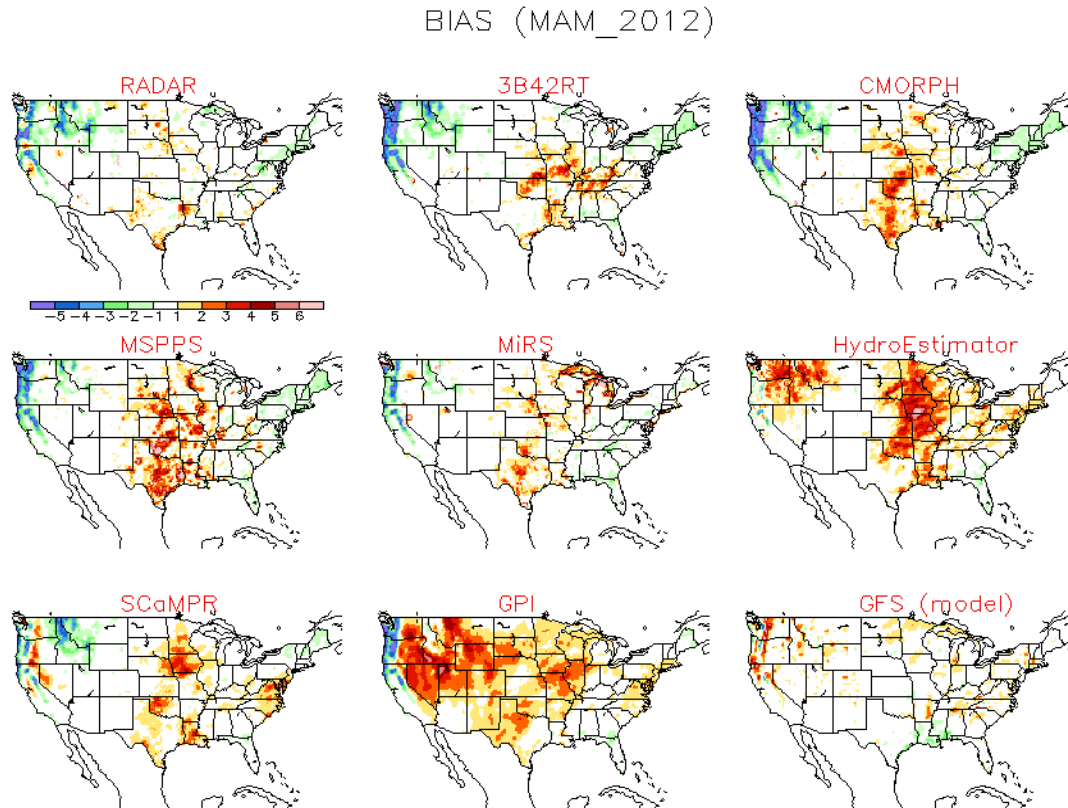 BIAS (MAM_2012)
RADAR
3B42RT
CMORPH
-5 -4 -3 -2 -1 1 2 3 4 5 6
MSPPS
MiRS
HydroEstimator
SCaMPR
GPI
GFS (model)